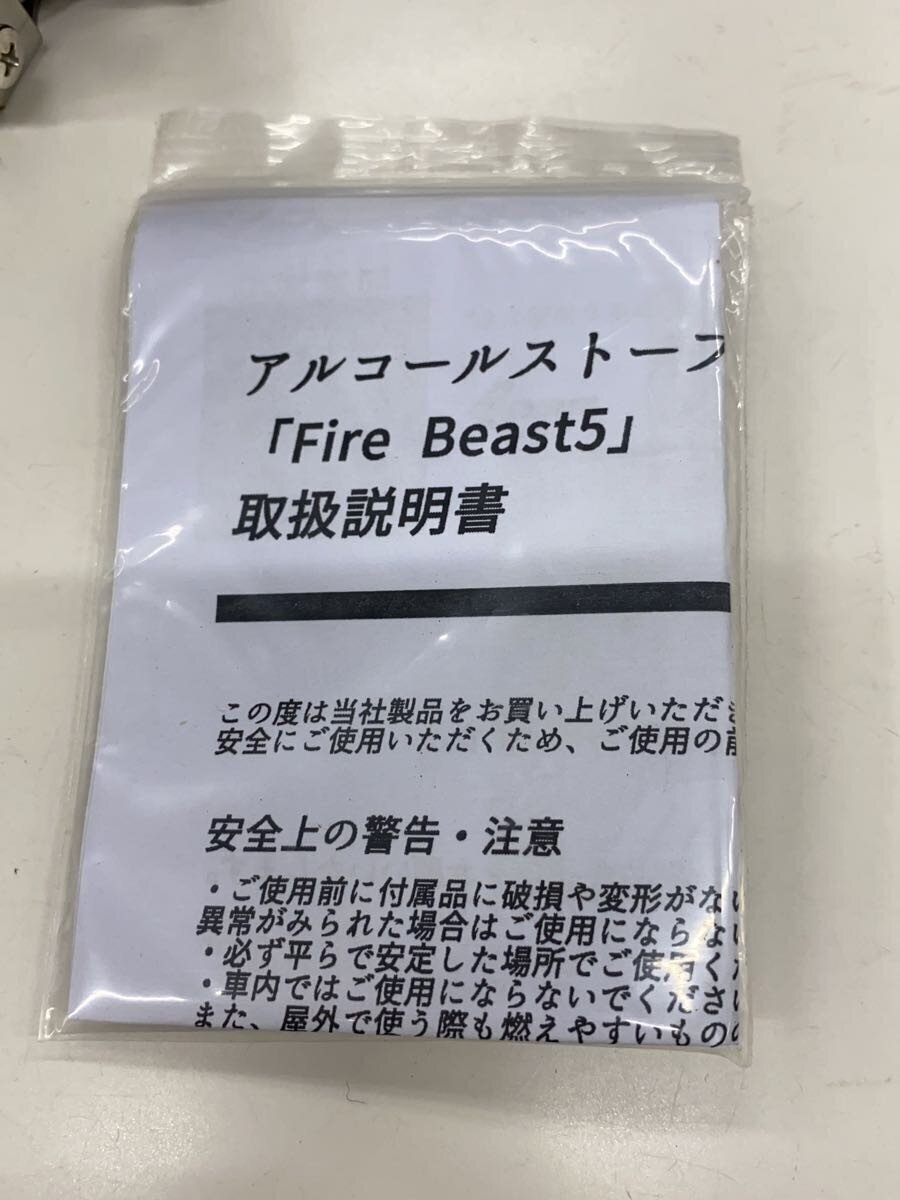 アルコールストーブ
「Fire Beast5」
取扱説明書
この度は当社製品をお買い上げいただき
安全にご使用いただくため、ご使用の前
安全上の警告・注意
・ご使用前に付属品に破損や変形がない
異常がみられた場合はご使用にならない
・必ず平らで安定した場所でご使用くだ
・車内ではご使用にならないでください
また、屋外で使う際も燃えやすいものの